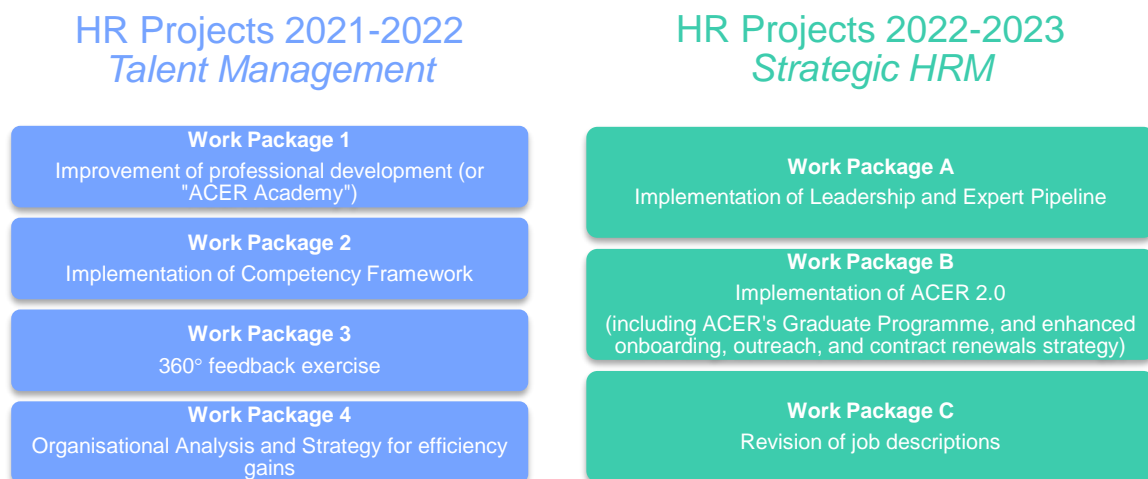 HR Projects 2021-2022
Talent Management
Work Package 1
Improvement of professional development (or
"ACER Academy")
Work Package 2
Implementation of Competency Framework
Work Package 3
360° feedback exercise
Work Package 4
Organisational Analysis and Strategy for efficiency
gains
HR Projects 2022-2023
Strategic HRM
Work Package A
Implementation of Leadership and Expert Pipeline
Work Package B
Implementation of ACER 2.0
(including ACER's Graduate Programme, and enhanced
onboarding, outreach, and contract renewals strategy)
Work Package C
Revision of job descriptions